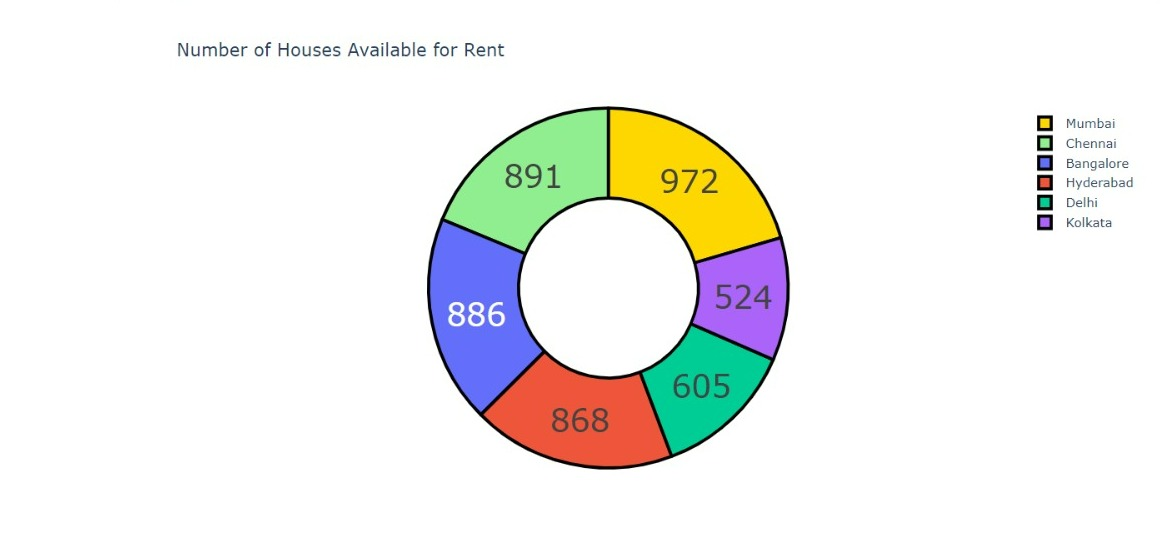 Number of Houses Available for Rent
891
972
886
524
605
868
Mumbai
Chennai
Bangalore
Hyderabad
Delhi
Kolkata